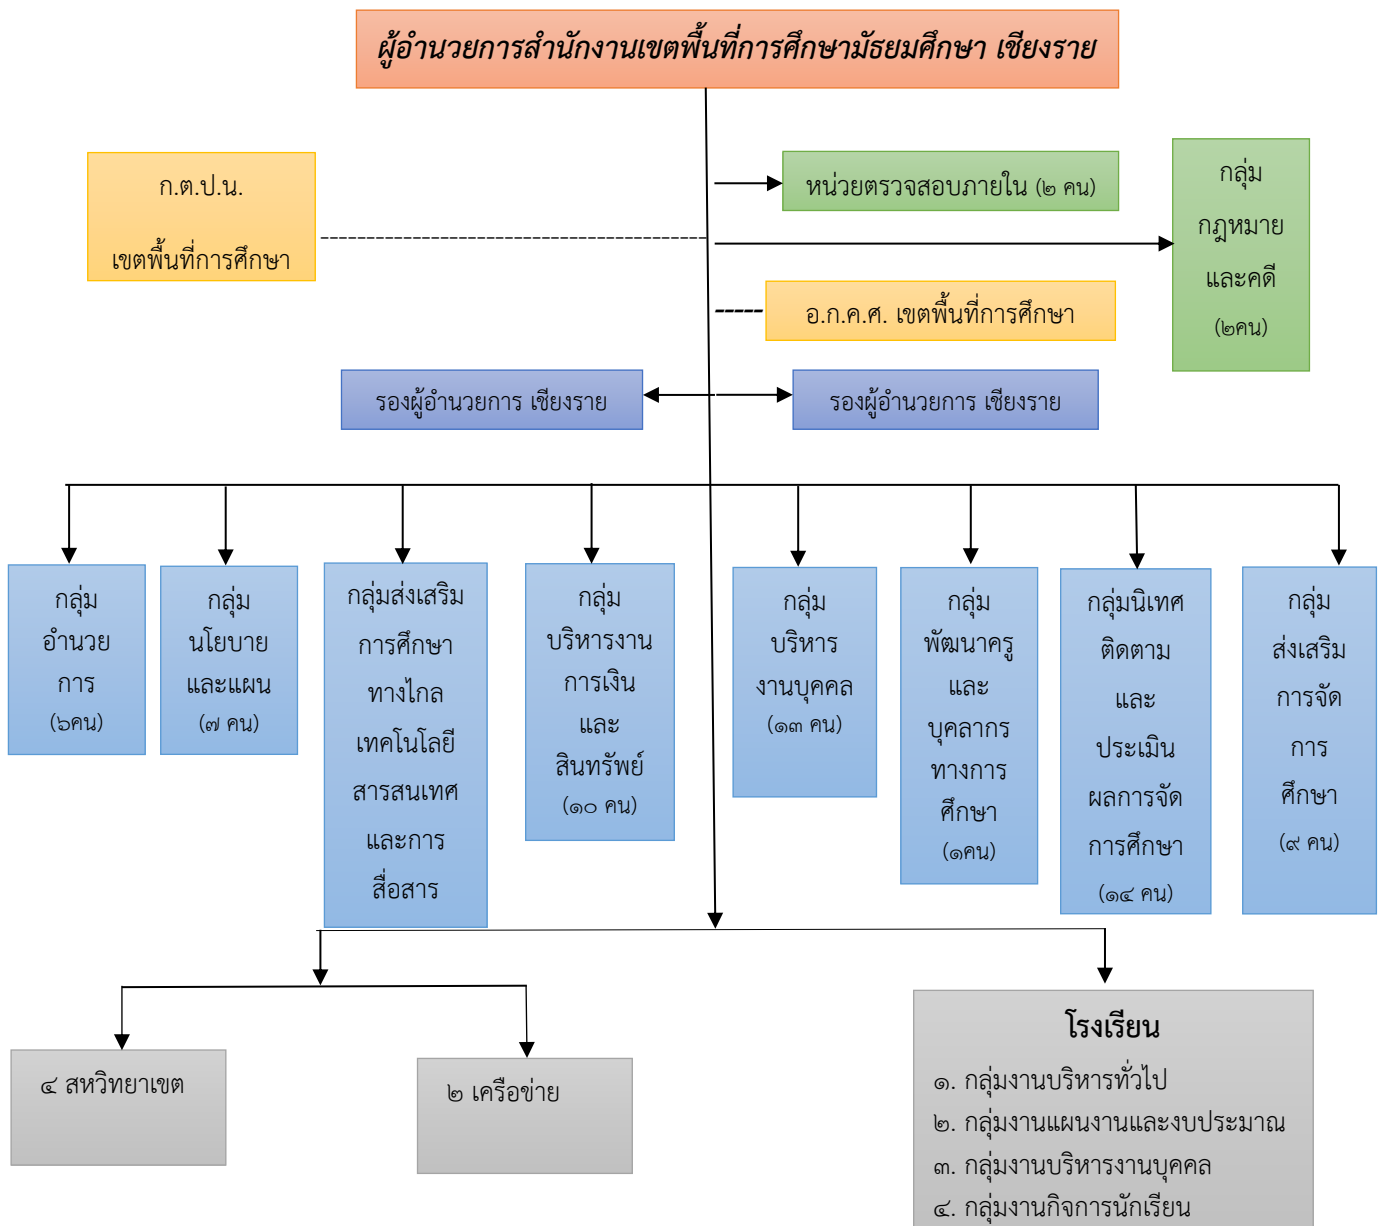 ผู้อำนวยการสำนักงานเขตพื้นที่การศึกษามัธยมศึกษา เชียงราย
ก.ต.ป.น.
เขตพื้นที่การศึกษา
หน่วยตรวจสอบภายใน (๒ คน)
กลุ่ม
กฎหมาย
และคดี
(๒คน)
อ.ก.ค.ศ. เขตพื้นที่การศึกษา
รองผู้อำนวยการ เชียงราย
รองผู้อำนวยการ เชียงราย
กลุ่ม
อำนวย
การ
(๖คน)
กลุ่ม
นโยบาย
และแผน
(๗ คน)
กลุ่มส่งเสริม
การศึกษา
ทางไกล
เทคโนโลยี
สารสนเทศ
และการ
สื่อสาร
กลุ่ม
บริหารงาน
การเงิน
และ
สินทรัพย์
(๑๐ คน)
กลุ่ม
บริหาร
งานบุคคล
(๑๓ คน)
กลุ่ม
พัฒนาครู
และ
บุคลากร
ทางการ
ศึกษา
(๑คน)
กลุ่มนิเทศ
ติดตาม
และ
ประเมิน
ผลการจัด
การศึกษา
(๑๔ คน)
กลุ่ม
ส่งเสริม
การจัด
การ
ศึกษา
(๙ คน)
๔ สหวิทยาเขต
๒ เครือข่าย
โรงเรียน
๑. กลุ่มงานบริหารทั่วไป
๒. กลุ่มงานแผนงานและงบประมาณ
๓. กลุ่มงานบริหารงานบุคคล
๔. กลุ่มงานกิจการนักเรียน